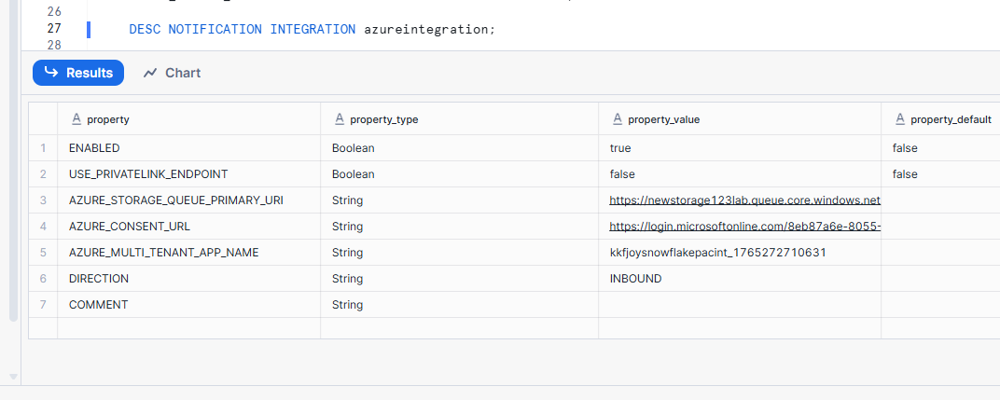 26
27 DESC NOTIFICATION INTEGRATION azureintegration;
28
Results Chart
property property_type property_value property_default
1 ENABLED Boolean true false
2 USE_PRIVATELINK_ENDPOINT Boolean false false
3 AZURE_STORAGE_QUEUE_PRIMARY_URI String https://newstorage123lab.queue.core.windows.net
4 AZURE_CONSENT_URL String https://login.microsoftonline.com/8eb87a6e-8055-
5 AZURE_MULTI_TENANT_APP_NAME String kkfjoysnowflakepacint_1765272710631
6 DIRECTION String INBOUND
7 COMMENT String